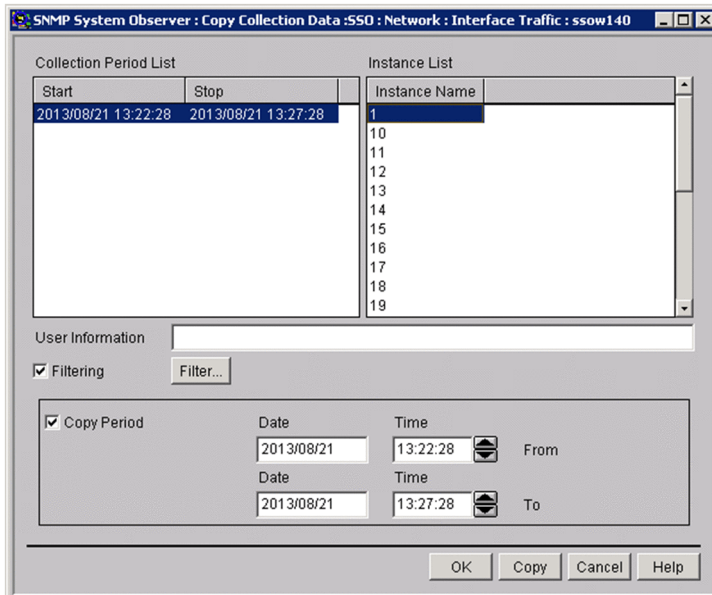 SNMP System Observer : Copy Collection Data :SSO : Network : Interface Traffic : ssow140
Collection Period List
Instance List
Start Stop
Instance Name
2013/08/21 13:22:28 2013/08/21 13:27:28
1
10
11
12
13
14
15
16
17
18
19
User Information
Filtering Filter...
Copy Period Date Time
2013/08/21 13:22:28 From
Date Time
2013/08/21 13:27:28 To
OK Copy Cancel Help